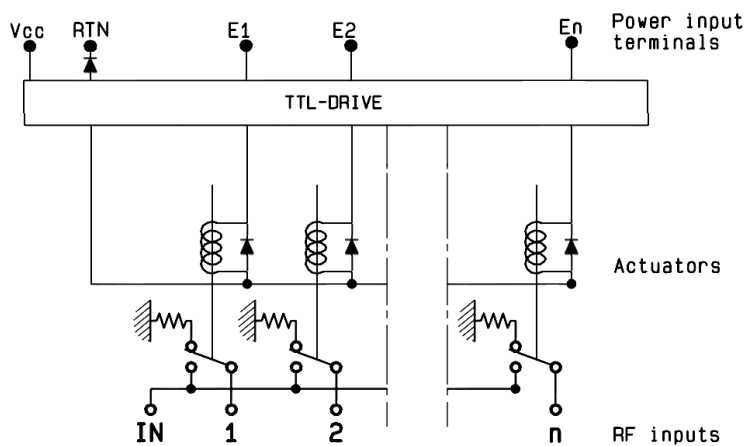 Vcc RTN E1 E2 En Power input
terminals
TTL-DRIVE
Actuators
IN 1 2 n RF inputs